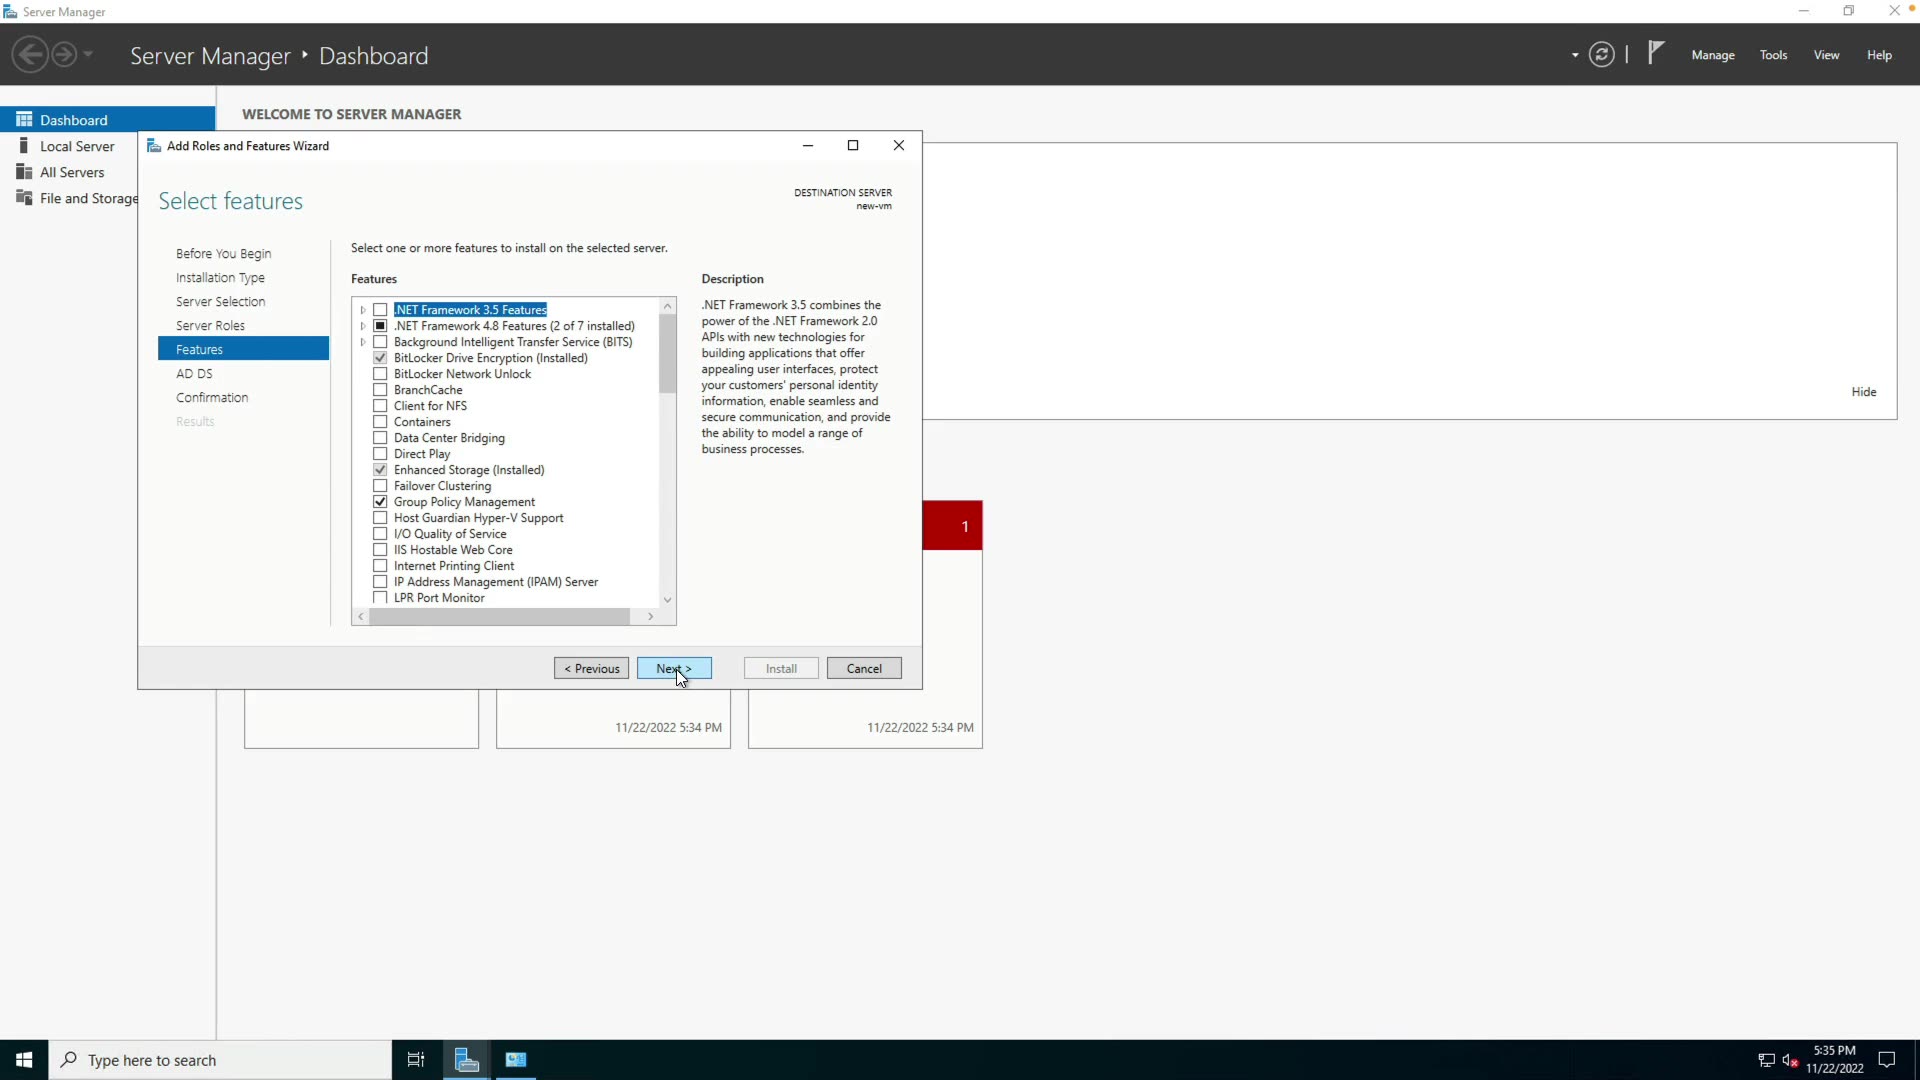 Server Manager
Server Manager ‣ Dashboard
Manage
Tools
View
Help
Dashboard
Local Server
All Servers
File and Storage
WELCOME TO SERVER MANAGER
Add Roles and Features Wizard
Select features
DESTINATION SERVER
new-vm
Before You Begin
Installation Type
Server Selection
Server Roles
Features
AD DS
Confirmation
Results
Select one or more features to install on the selected server.
Features
.NET Framework 3.5 Features
.NET Framework 4.8 Features (2 of 7 installed)
Background Intelligent Transfer Service (BITS)
BitLocker Drive Encryption (Installed)
BitLocker Network Unlock
BranchCache
Client for NFS
Containers
Data Center Bridging
Direct Play
Enhanced Storage (Installed)
Failover Clustering
Group Policy Management
Host Guardian Hyper-V Support
I/O Quality of Service
IIS Hostable Web Core
Internet Printing Client
IP Address Management (IPAM) Server
LPR Port Monitor
Description
.NET Framework 3.5 combines the
power of the .NET Framework 2.0
APIs with new technologies for
building applications that offer
appealing user interfaces, protect
your customers' personal identity
information, enable seamless and
secure communication, and provide
the ability to model a range of
business processes.
< Previous
Next >
Install
Cancel
Hide
1
11/22/2022 5:34 PM
11/22/2022 5:34 PM
Type here to search
5:35 PM
11/22/2022